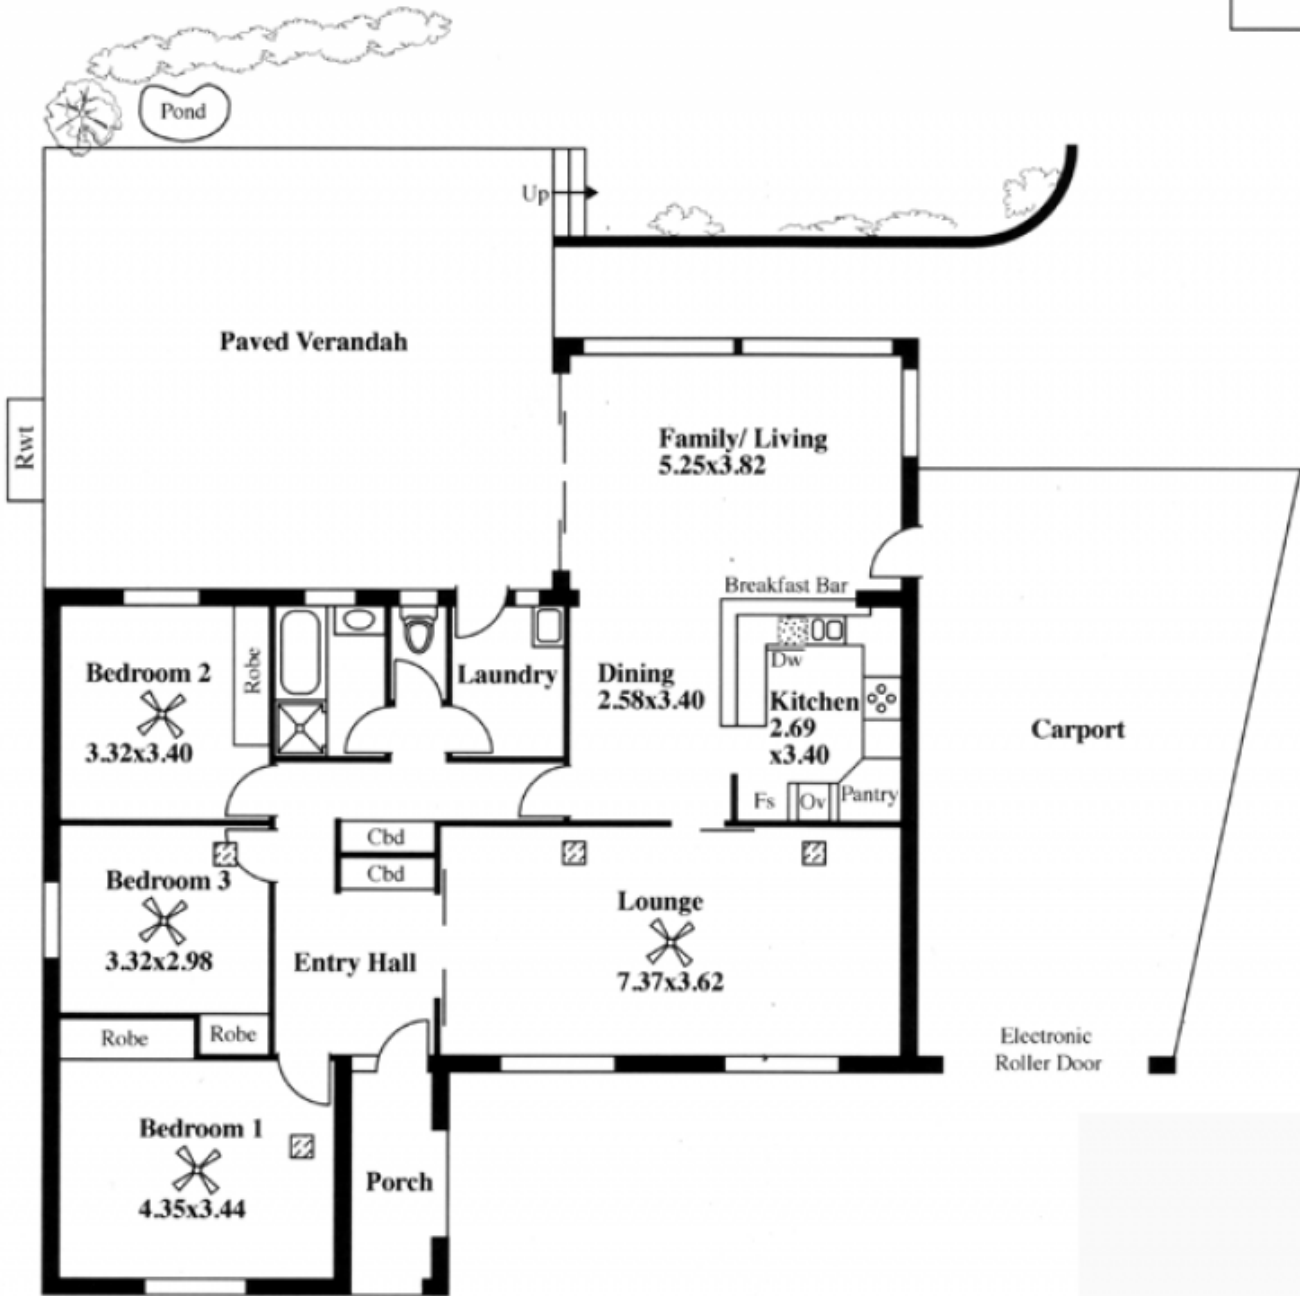 Pond
Up
Paved Verandah
Rwt
Family/ Living
5.25x3.82
Breakfast Bar
Bedroom 2
3.32x3.40
Robe
Laundry
Dining
2.58x3.40
Dw
Kitchen
2.69
x3.40
Fs
Ov
Pantry
Carport
Cbd
Cbd
Bedroom 3
3.32x2.98
Entry Hall
Lounge
7.37x3.62
Robe
Robe
Electronic
Roller Door
Bedroom 1
4.35x3.44
Porch